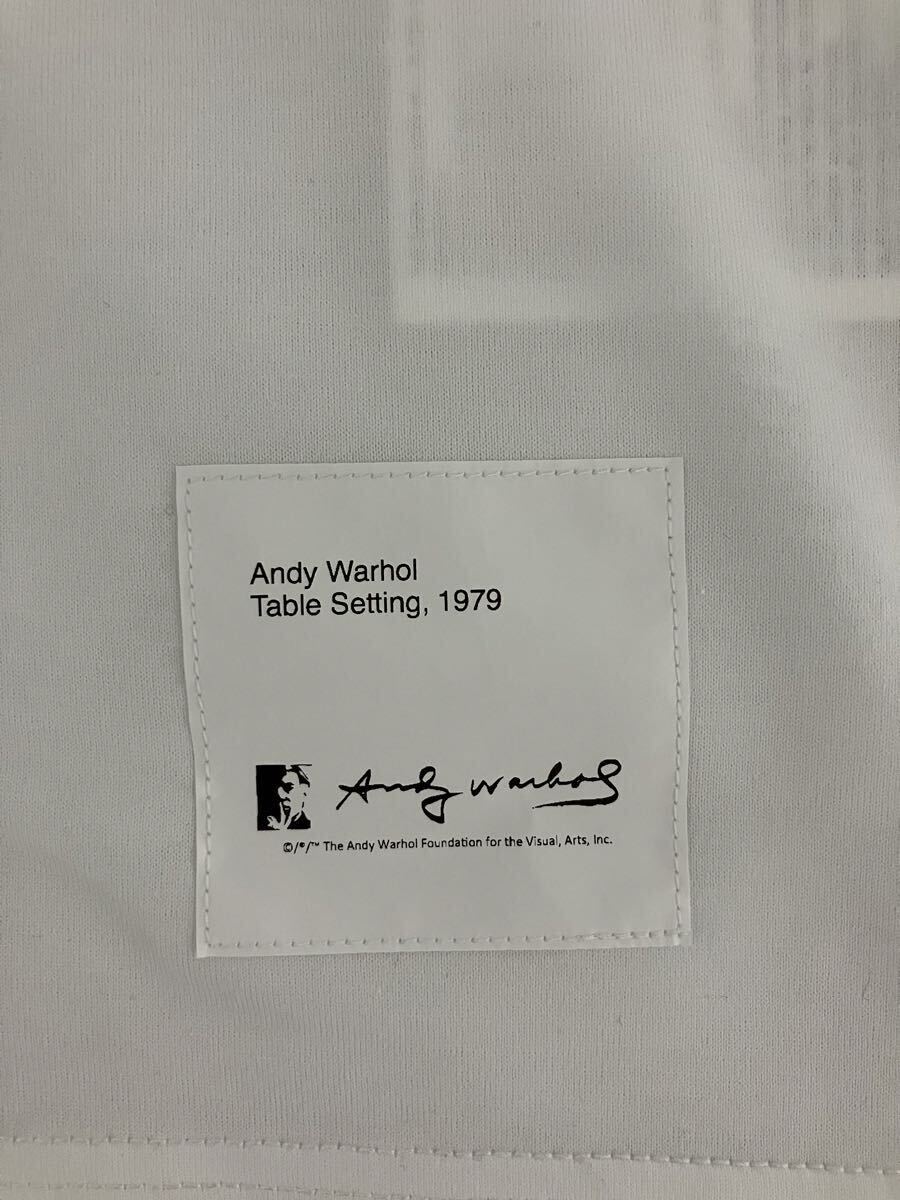 Andy Warhol
Table Setting, 1979
Andy Warhol
©/®/™ The Andy Warhol Foundation for the Visual, Arts, Inc.